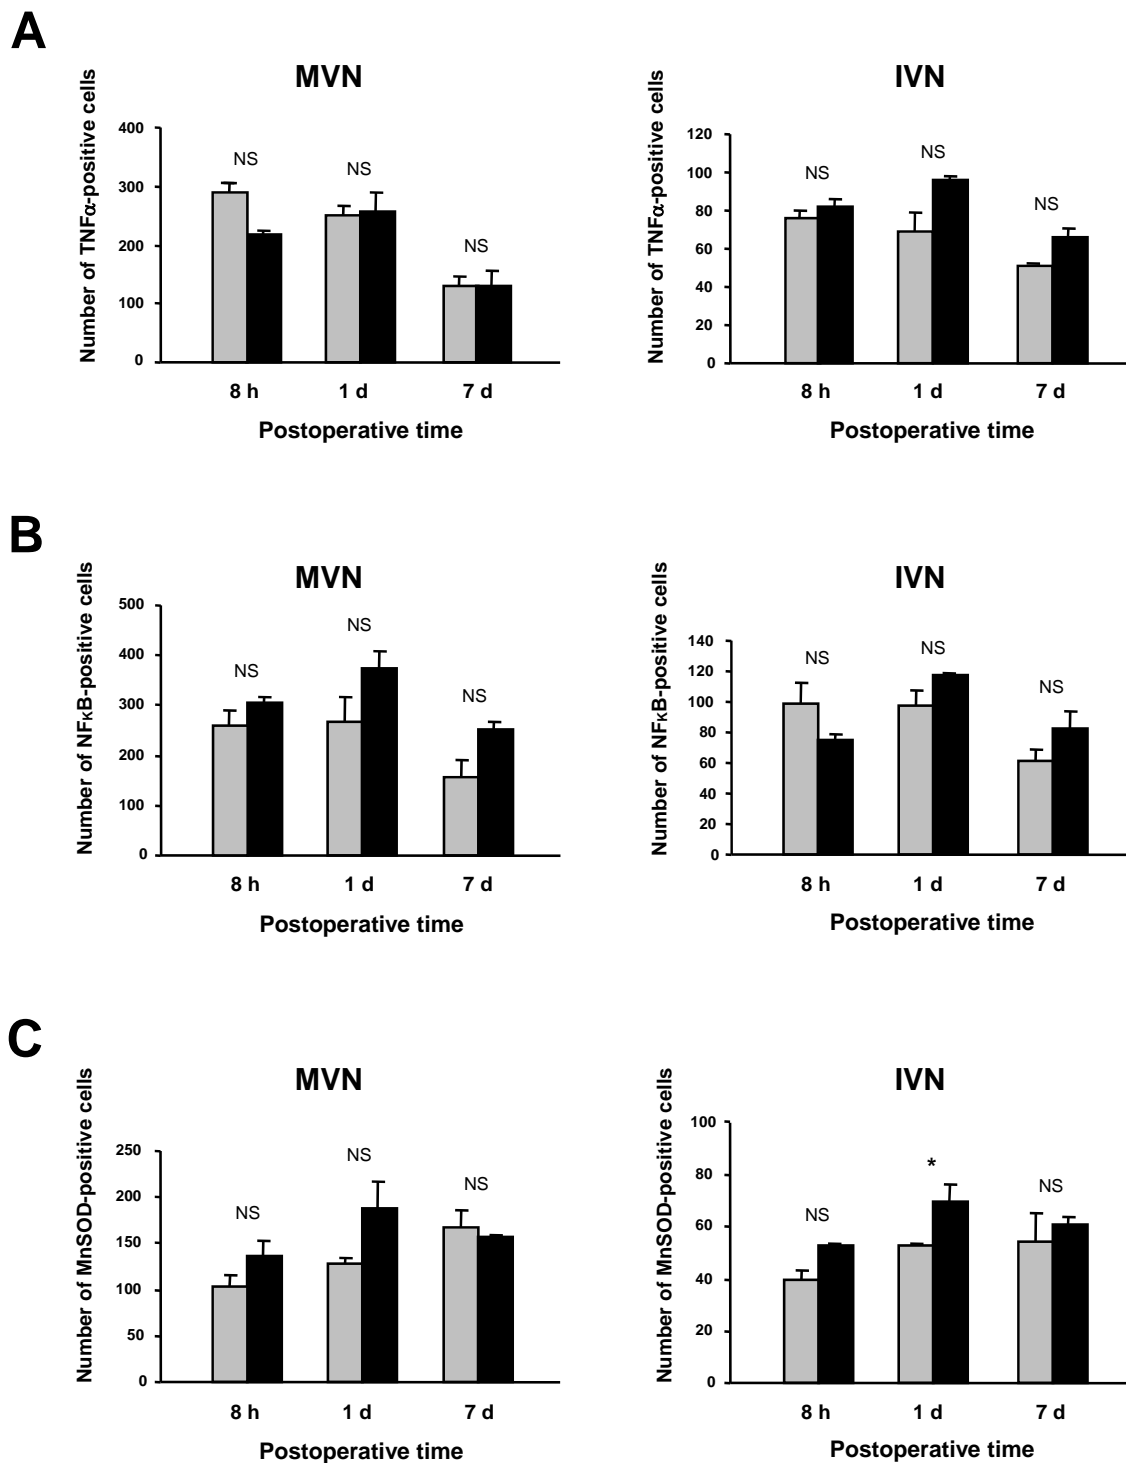 A
MVN
Number of TNFα-positive cells
400
300
200
100
0
NS
NS
NS
8 h
1 d
7 d
Postoperative time
IVN
Number of TNFα-positive cells
120
100
80
60
40
20
0
NS
NS
NS
8 h
1 d
7 d
Postoperative time
B
MVN
Number of NFκB-positive cells
500
400
300
200
100
0
NS
NS
NS
8 h
1 d
7 d
Postoperative time
IVN
Number of NFκB-positive cells
140
120
100
80
60
40
20
0
NS
NS
NS
8 h
1 d
7 d
Postoperative time
C
MVN
Number of MnSOD-positive cells
250
200
150
100
50
0
NS
NS
NS
8 h
1 d
7 d
Postoperative time
IVN
Number of MnSOD-positive cells
100
80
60
40
20
0
NS
*
NS
8 h
1 d
7 d
Postoperative time